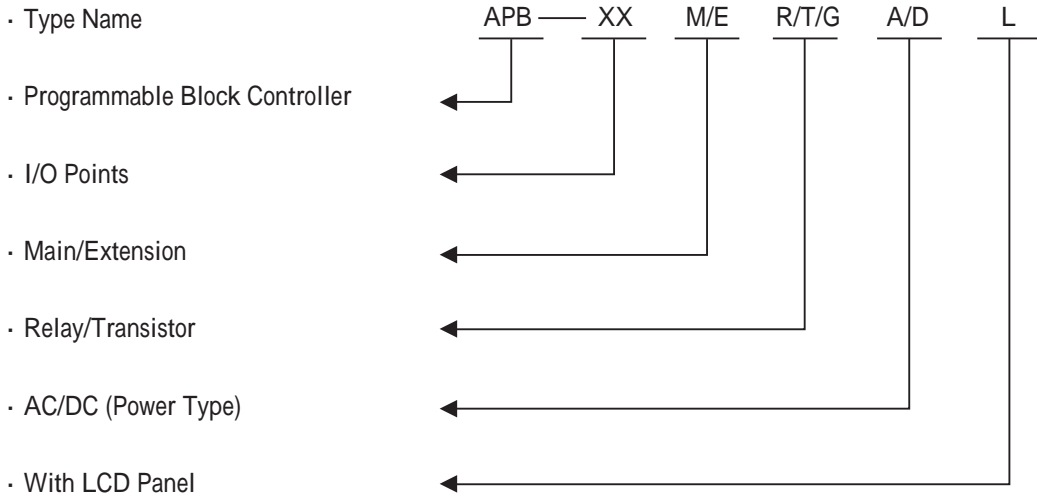 · Type Name APB — XX M/E R/T/G A/D L
· Programmable Block Controller
· I/O Points
· Main/Extension
· Relay/Transistor
· AC/DC (Power Type)
· With LCD Panel